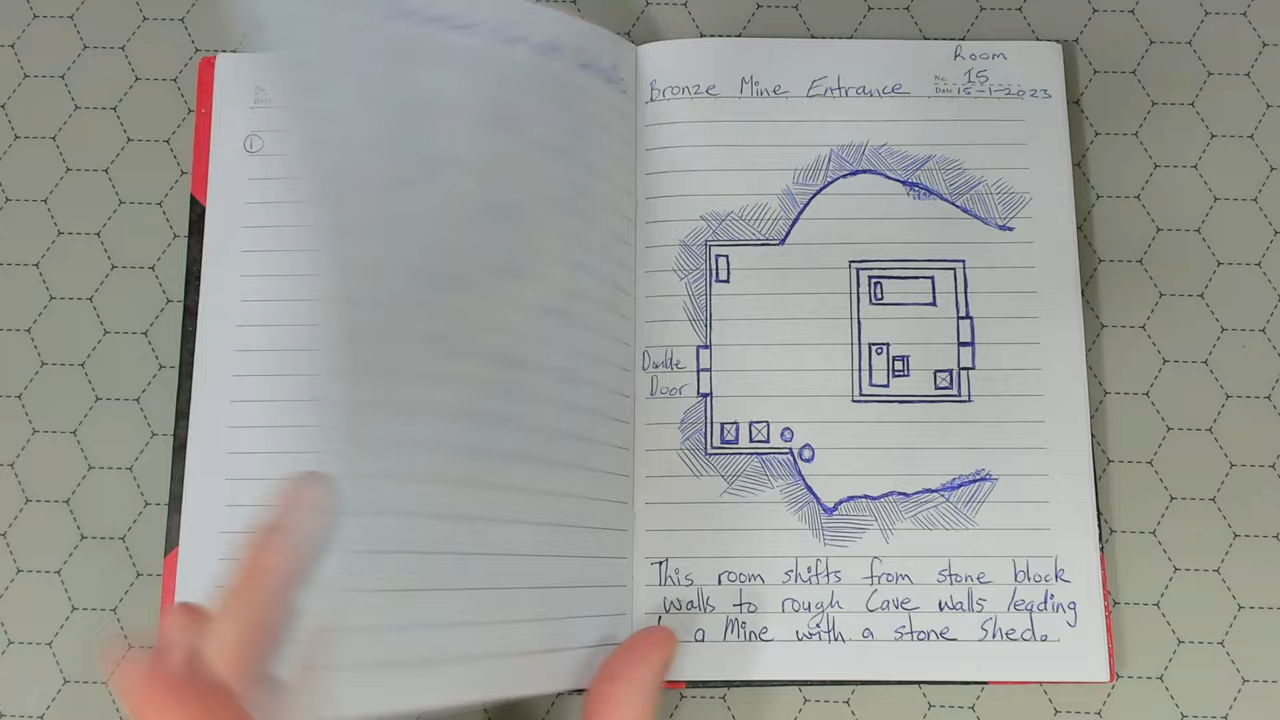 ①
Room
Bronze Mine Entrance
No. 15
Date 15-1-2023
Double
Door
This room shifts from stone block
walls to rough Cave walls leading
a Mine with a stone Shed.